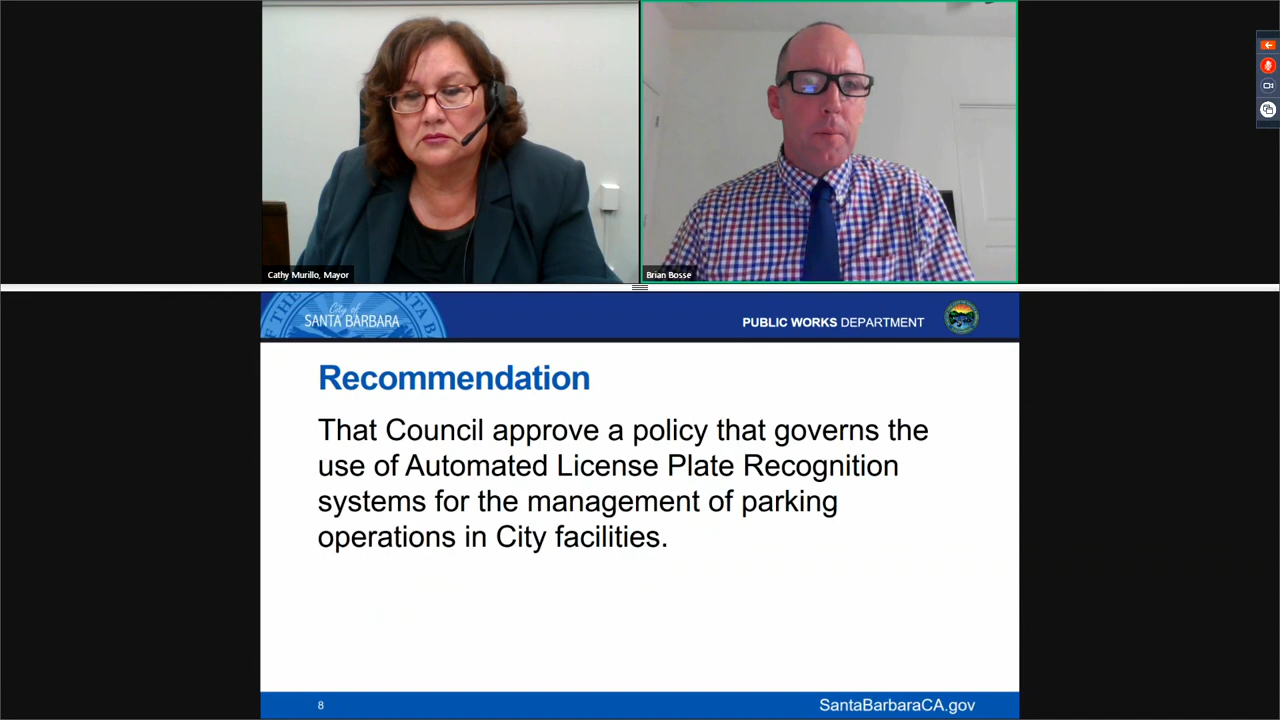 Cathy Murillo, Mayor
Brian Bosse
City of
SANTA BARBARA
PUBLIC WORKS DEPARTMENT
Recommendation
That Council approve a policy that governs the
use of Automated License Plate Recognition
systems for the management of parking
operations in City facilities.
8
SantaBarbaraCA.gov